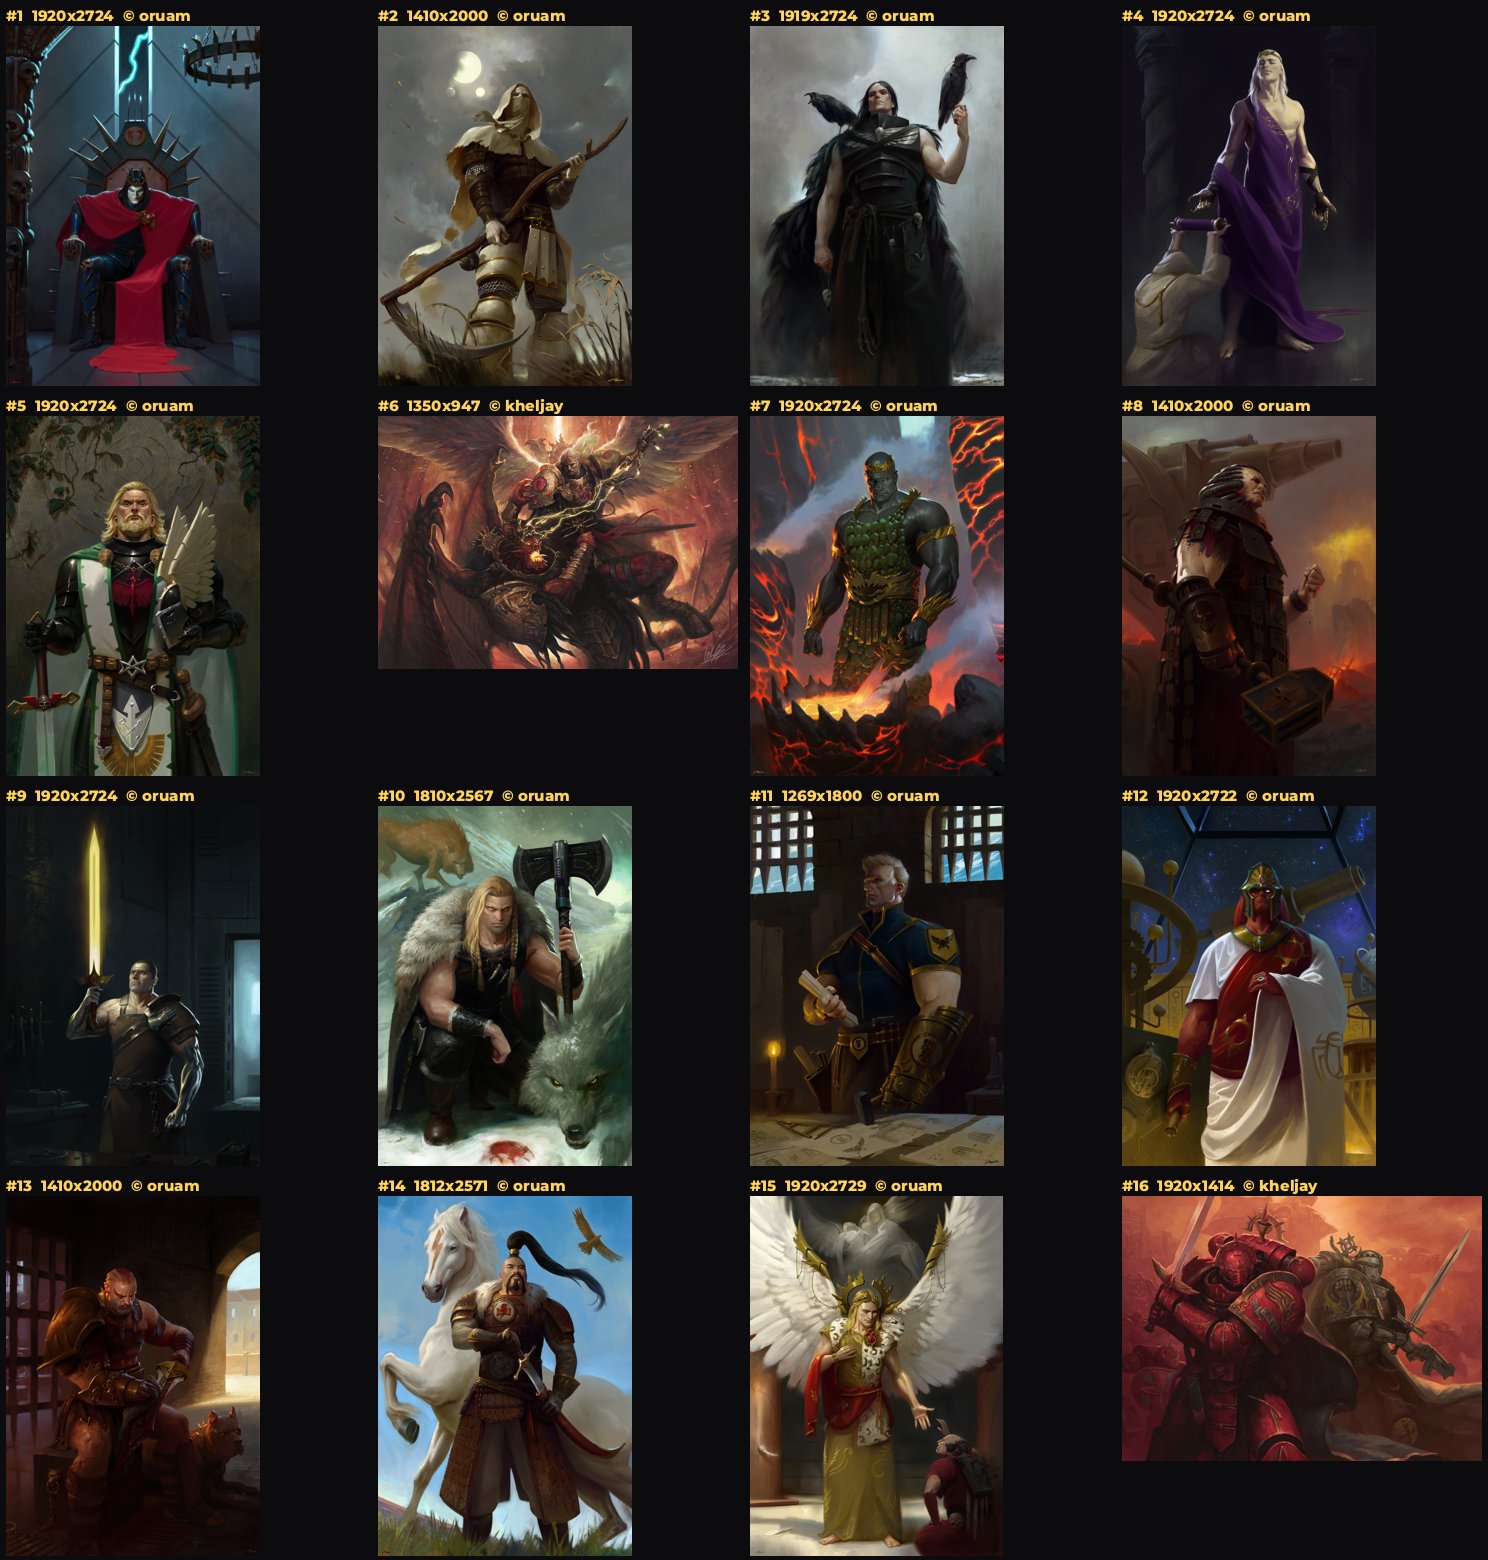 #1 1920x2724 © oruam
#2 1410x2000 © oruam
#3 1919x2724 © oruam
#4 1920x2724 © oruam
#5 1920x2724 © oruam
#6 1350x947 © kheljay
#7 1920x2724 © oruam
#8 1410x2000 © oruam
#9 1920x2724 © oruam
#10 1810x2567 © oruam
#11 1269x1800 © oruam
#12 1920x2722 © oruam
#13 1410x2000 © oruam
#14 1812x2571 © oruam
#15 1920x2729 © oruam
#16 1920x1414 © kheljay